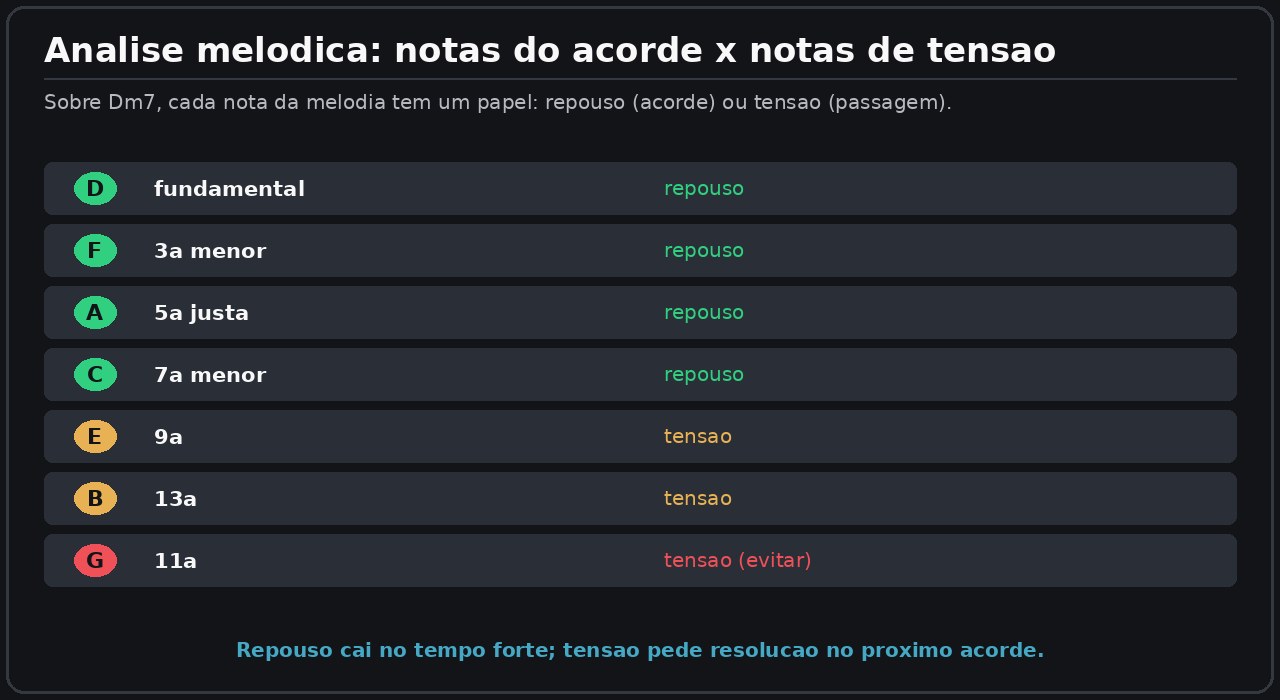 Analise melodica: notas do acorde x notas de tensao
Sobre Dm7, cada nota da melodia tem um papel: repouso (acorde) ou tensao (passagem).
D fundamental repouso
F 3a menor repouso
A 5a justa repouso
C 7a menor repouso
E 9a tensao
B 13a tensao
G 11a tensao (evitar)
Repouso cai no tempo forte; tensao pede resolucao no proximo acorde.